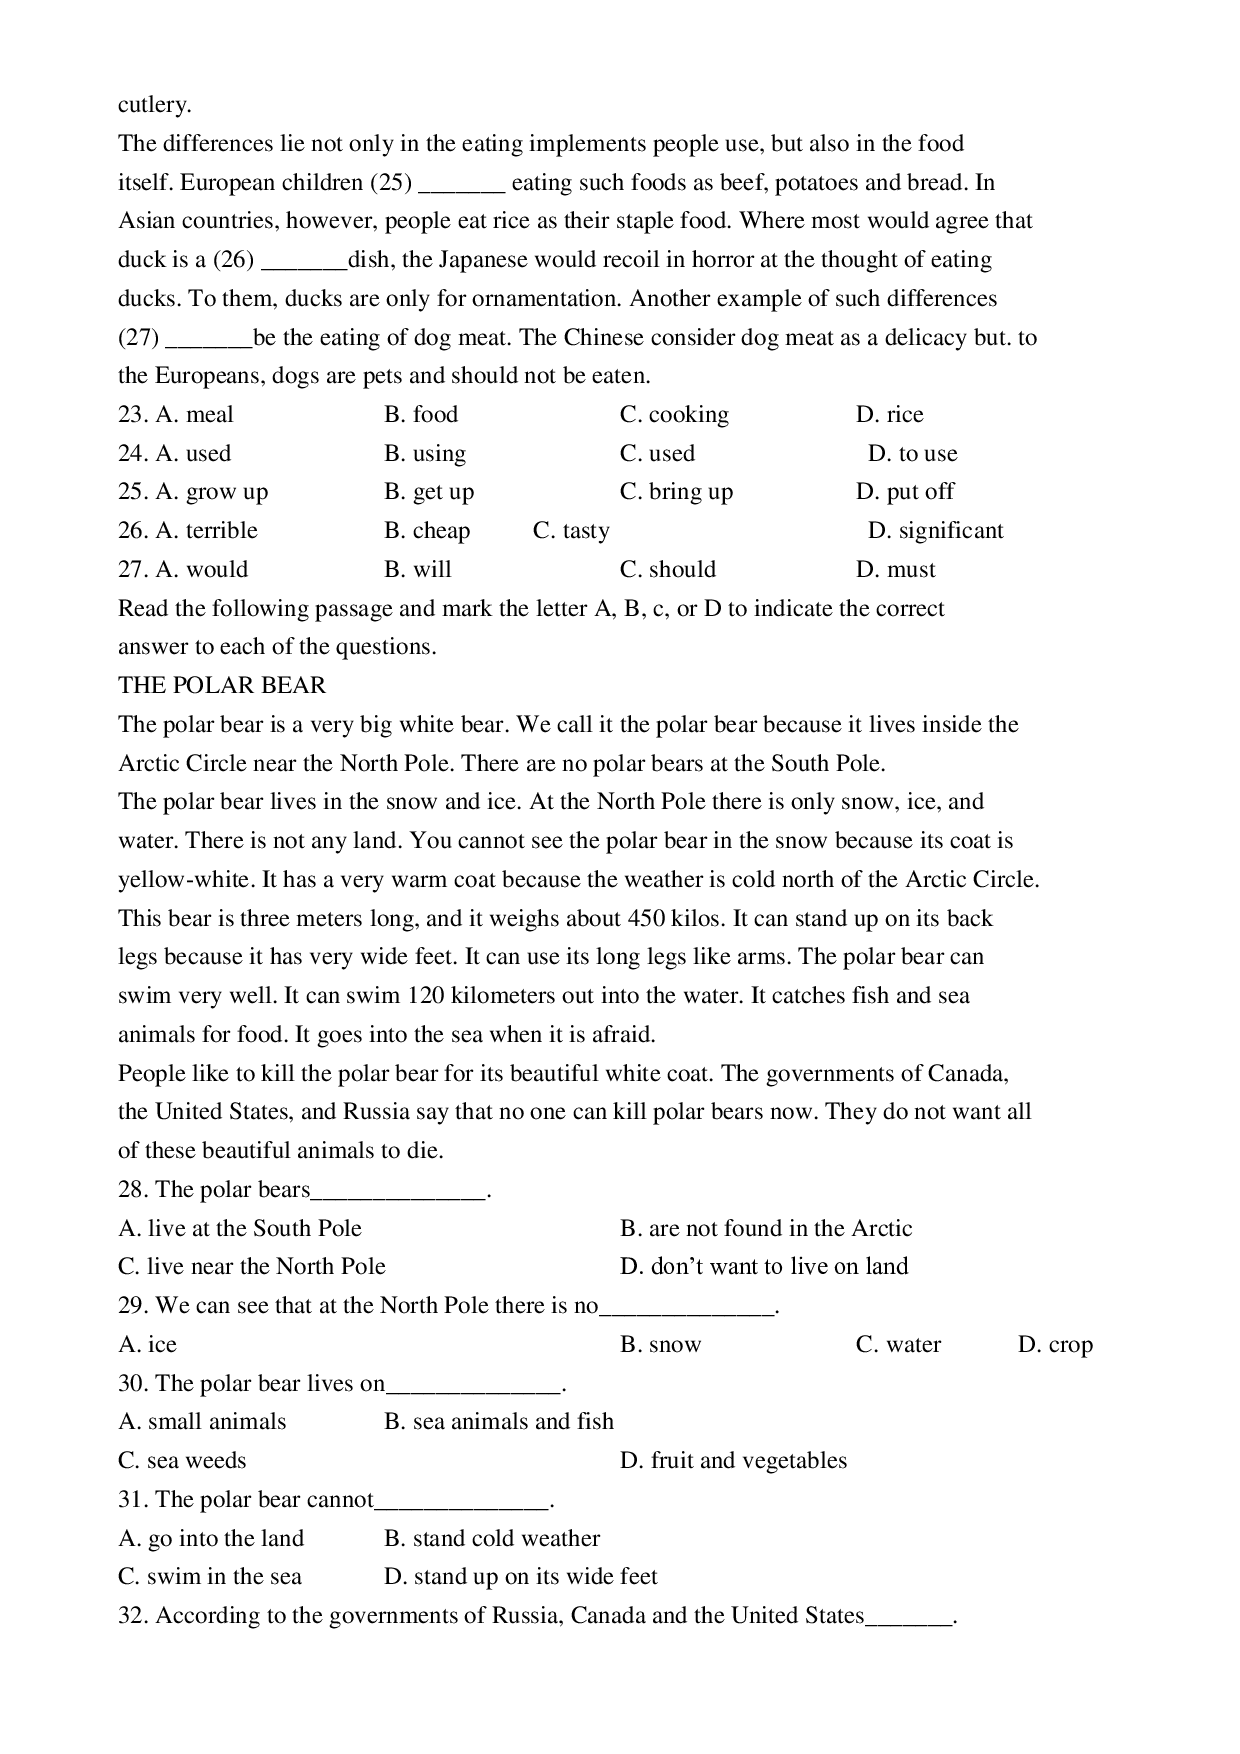 cutlery.
The differences lie not only in the eating implements people use, but also in the food
itself. European children (25) _______ eating such foods as beef, potatoes and bread. In
Asian countries, however, people eat rice as their staple food. Where most would agree that
duck is a (26) _______dish, the Japanese would recoil in horror at the thought of eating
ducks. To them, ducks are only for ornamentation. Another example of such differences
(27) _______be the eating of dog meat. The Chinese consider dog meat as a delicacy but. to
the Europeans, dogs are pets and should not be eaten.
23. A. meal B. food C. cooking D. rice
24. A. used B. using C. used D. to use
25. A. grow up B. get up C. bring up D. put off
26. A. terrible B. cheap C. tasty D. significant
27. A. would B. will C. should D. must
Read the following passage and mark the letter A, B, c, or D to indicate the correct
answer to each of the questions.
THE POLAR BEAR
The polar bear is a very big white bear. We call it the polar bear because it lives inside the
Arctic Circle near the North Pole. There are no polar bears at the South Pole.
The polar bear lives in the snow and ice. At the North Pole there is only snow, ice, and
water. There is not any land. You cannot see the polar bear in the snow because its coat is
yellow-white. It has a very warm coat because the weather is cold north of the Arctic Circle.
This bear is three meters long, and it weighs about 450 kilos. It can stand up on its back
legs because it has very wide feet. It can use its long legs like arms. The polar bear can
swim very well. It can swim 120 kilometers out into the water. It catches fish and sea
animals for food. It goes into the sea when it is afraid.
People like to kill the polar bear for its beautiful white coat. The governments of Canada,
the United States, and Russia say that no one can kill polar bears now. They do not want all
of these beautiful animals to die.
28. The polar bears______________.
A. live at the South Pole B. are not found in the Arctic
C. live near the North Pole D. don’t want to live on land
29. We can see that at the North Pole there is no______________.
A. ice B. snow C. water D. crop
30. The polar bear lives on______________.
A. small animals B. sea animals and fish
C. sea weeds D. fruit and vegetables
31. The polar bear cannot______________.
A. go into the land B. stand cold weather
C. swim in the sea D. stand up on its wide feet
32. According to the governments of Russia, Canada and the United States_______.